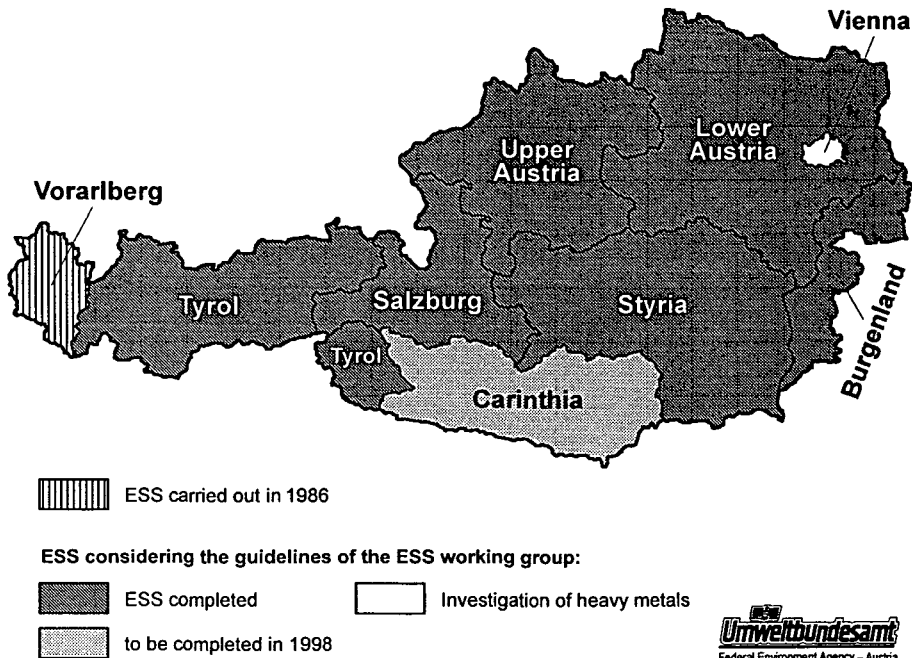 Vienna
Lower
Austria
Upper
Austria
Vorarlberg
Tyrol
Salzburg
Styria
Tyrol
Carinthia
Burgenland
ESS carried out in 1986
ESS considering the guidelines of the ESS working group:
ESS completed
Investigation of heavy metals
to be completed in 1998
Umweltbundesamt
Federal Environment Agency – Austria